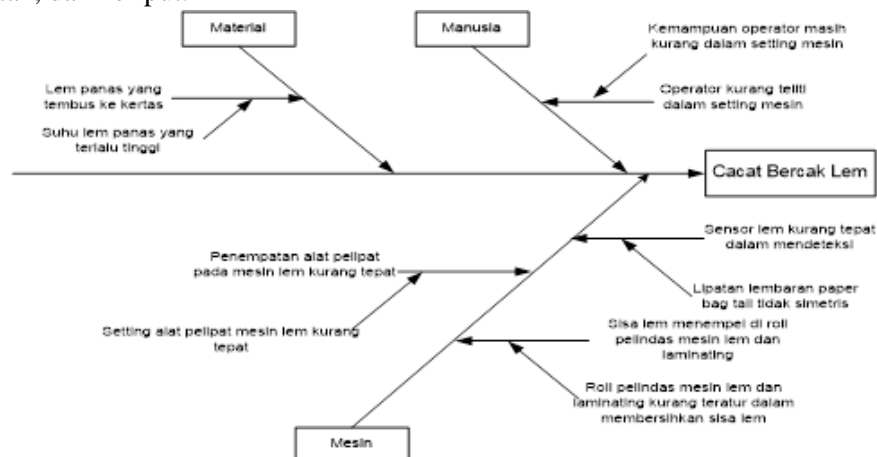 Material
Manusia
Kemampuan operator masih
kurang dalam setting mesin
Lem panas yang
tembus ke kertas
Operator kurang teliti
dalam setting mesin
Suhu lem panas yang
terlalu tinggi
Cacat Bercak Lem
Sensor lem kurang tepat
dalam mendeteksi
Penempatan alat pelipat
pada mesin lem kurang tepat
Lipatan lembaran paper
bag tali tidak simetris
Setting alat pelipat mesin lem kurang
tepat
Sisa lem menempel di roll
pelindas mesin lem dan
laminating
Roll pelindas mesin lem dan
laminating kurang teratur dalam
membersihkan sisa lem
Mesin